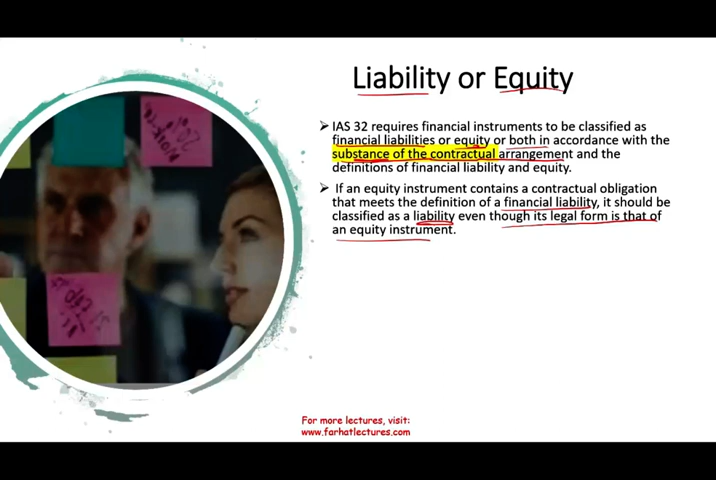 Liability or Equity
➢ IAS 32 requires financial instruments to be classified as
financial liabilities or equity or both in accordance with the
substance of the contractual arrangement and the
definitions of financial liability and equity.
➢ If an equity instrument contains a contractual obligation
that meets the definition of a financial liability, it should be
classified as a liability even though its legal form is that of
an equity instrument.
For more lectures, visit:
www.farhatlectures.com